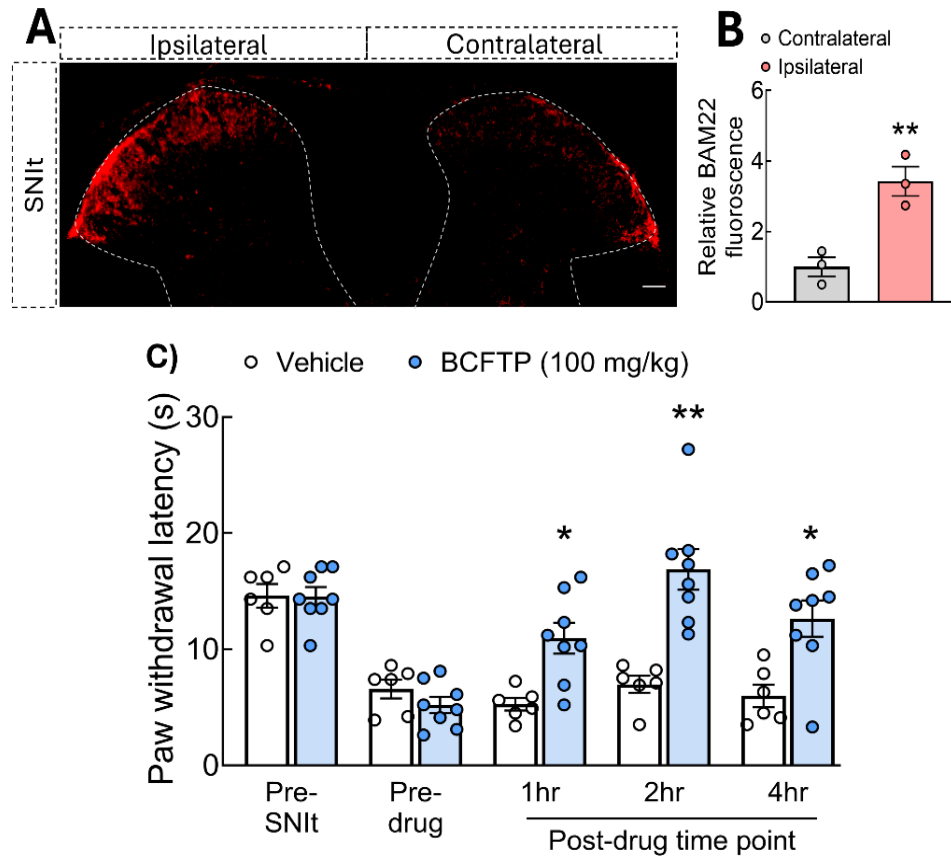 A
Ipsilateral
Contralateral
SNIt
B
Contralateral
Ipsilateral
Relative BAM22
fluoroscence
**
6
4
2
0
C)
Vehicle
BCFTP (100 mg/kg)
Paw withdrawal latency (s)
30
20
10
0
*
**
*
Pre-
SNIt
Pre-
drug
1hr
2hr
4hr
Post-drug time point